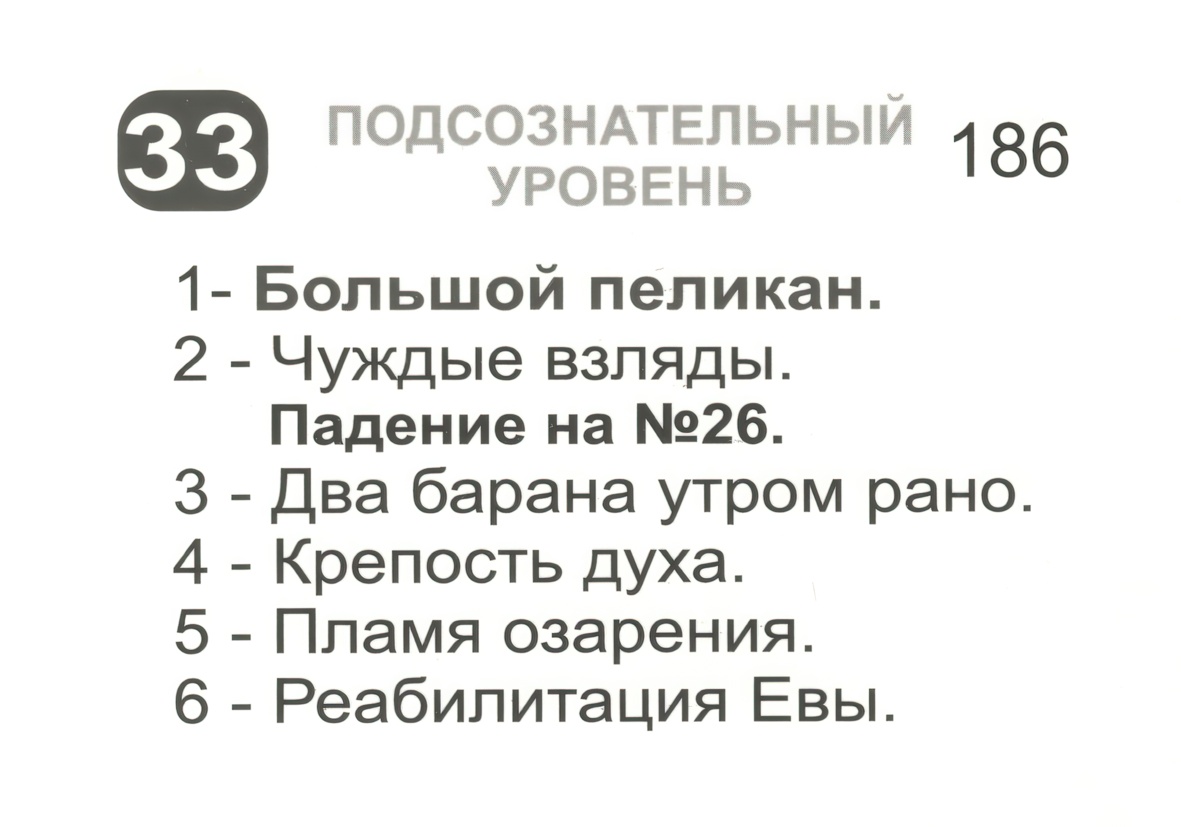 33 ПОДСОЗНАТЕЛЬНЫЙ 186
УРОВЕНЬ
1- Большой пеликан.
2 - Чуждые взляды.
Падение на №26.
3 - Два барана утром рано.
4 - Крепость духа.
5 - Пламя озарения.
6 - Реабилитация Евы.